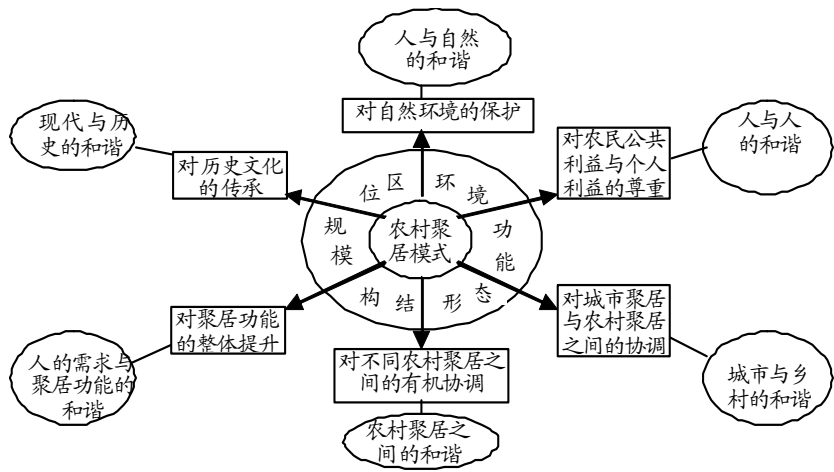 人与自然
的和谐
对自然环境的保护
现代与历
史的和谐
对历史文化
的传承
人与人
的和谐
对农民公共
利益与个人
利益的尊重
区位
环境
规模
功能
结构
形态
农村聚
居模式
对聚居功能
的整体提升
人的需求与
聚居功能的
和谐
对不同农村聚居之
间的有机协调
农村聚居之
间的和谐
对城市聚居
与农村聚居
之间的协调
城市与乡
村的和谐